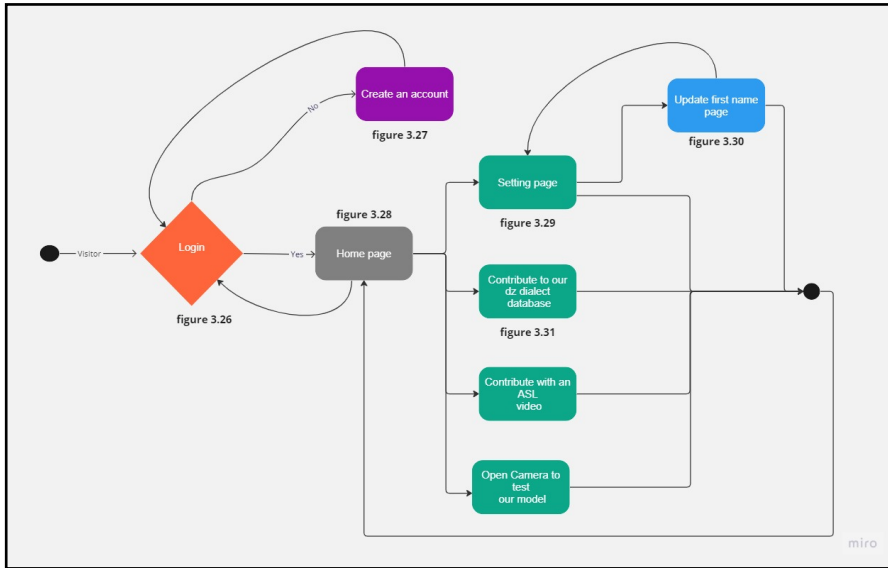 Create an account
No
figure 3.27
Update first name
page
figure 3.30
Setting page
figure 3.29
figure 3.28
Visitor
Login
Yes
Home page
figure 3.26
Contribute to our
dz dialect
database
figure 3.31
Contribute with an
ASL
video
Open Camera to
test
our model
miro